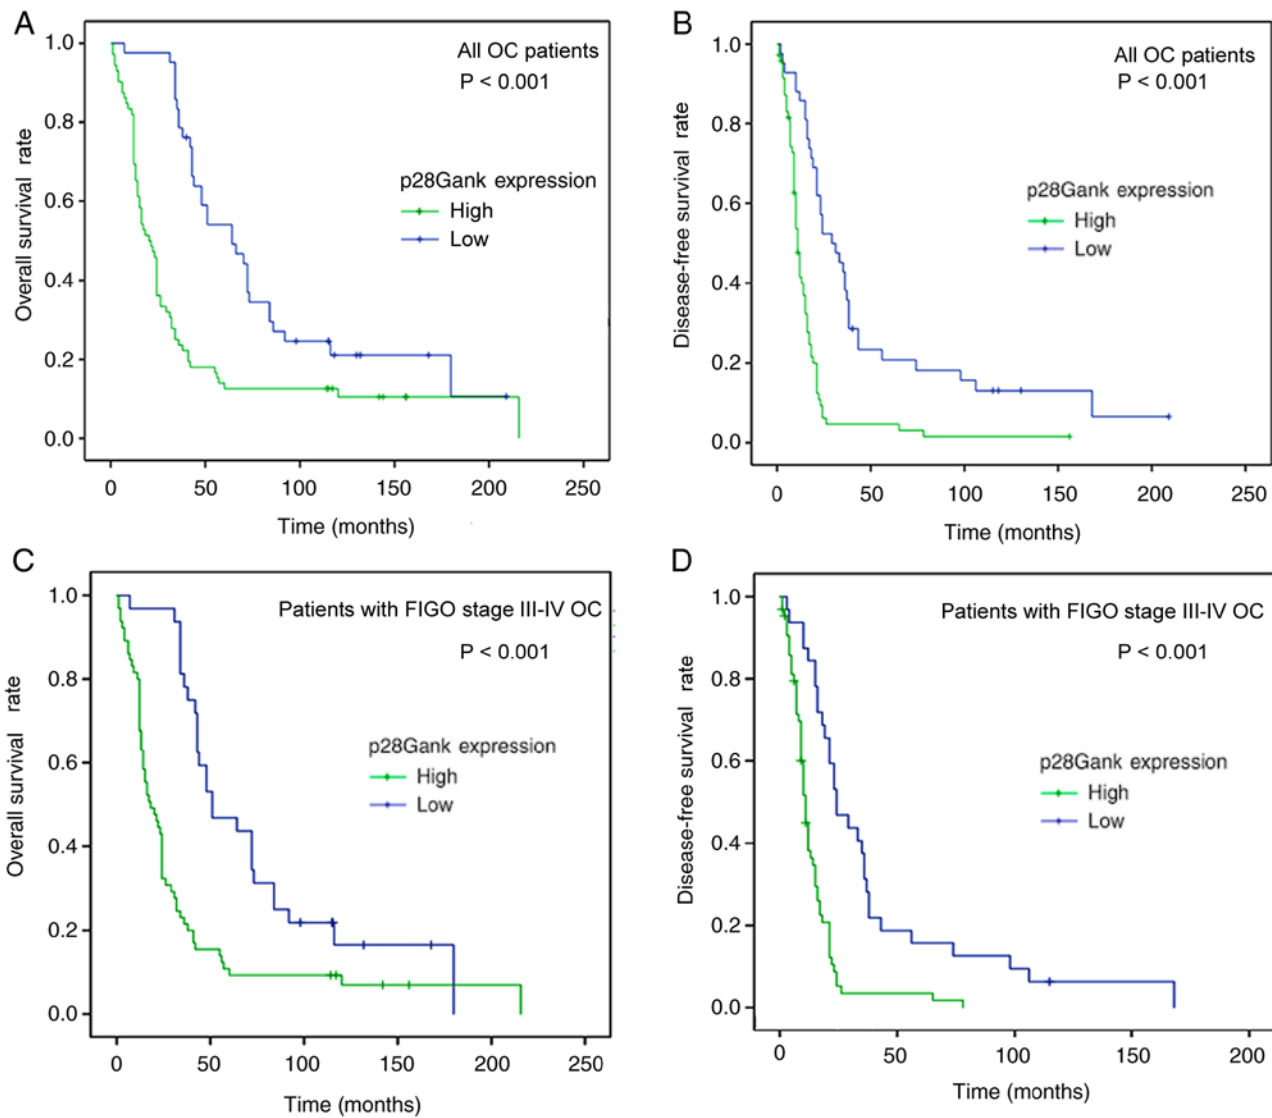 A
All OC patients
P < 0.001
p28Gank expression
High
Low
Overall survival rate
1.0
0.8
0.6
0.4
0.2
0.0
0 50 100 150 200 250
Time (months)
B
All OC patients
P < 0.001
p28Gank expression
High
Low
Disease-free survival rate
1.0
0.8
0.6
0.4
0.2
0.0
0 50 100 150 200 250
Time (months)
C
Patients with FIGO stage III-IV OC
P < 0.001
p28Gank expression
High
Low
Overall survival rate
1.0
0.8
0.6
0.4
0.2
0.0
0 50 100 150 200 250
Time (months)
D
Patients with FIGO stage III-IV OC
P < 0.001
p28Gank expression
High
Low
Disease-free survival rate
1.0
0.8
0.6
0.4
0.2
0.0
0 50 100 150 200
Time (months)